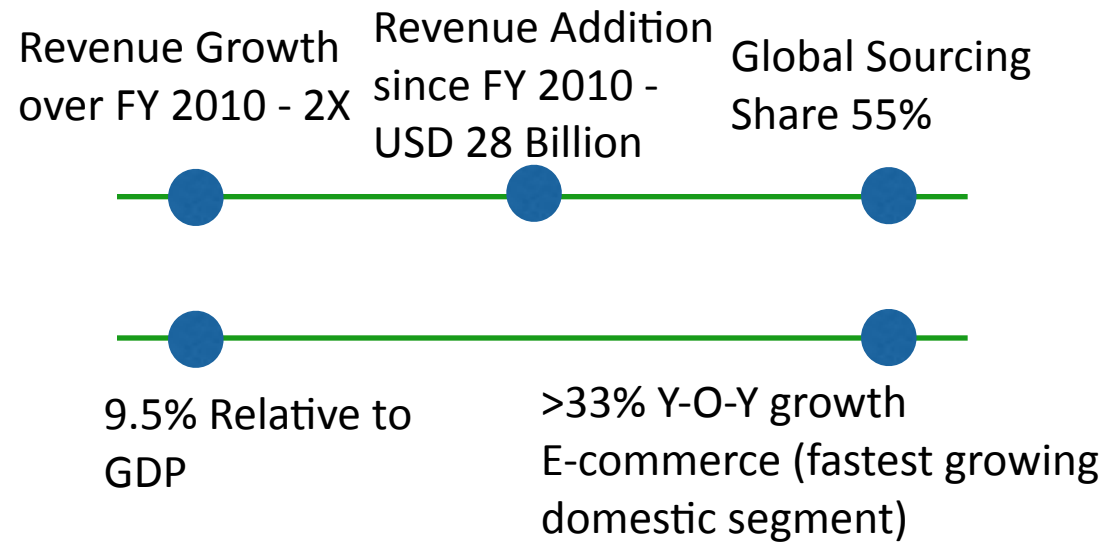 Revenue Growth
over FY 2010 - 2X
Revenue Addition
since FY 2010 -
USD 28 Billion
Global Sourcing
Share 55%
9.5% Relative to
GDP
>33% Y-O-Y growth
E-commerce (fastest growing
domestic segment)